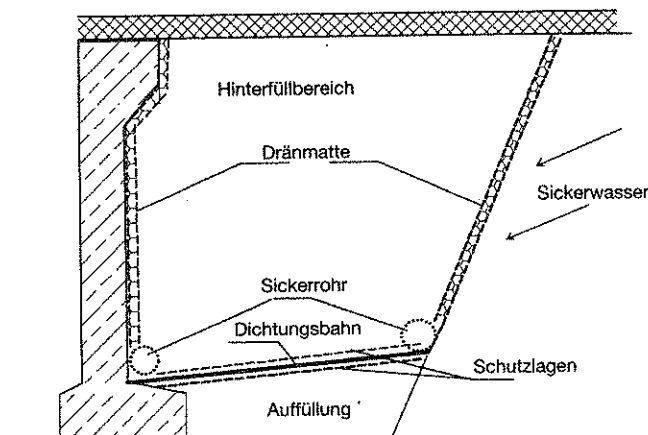 Hinterfüllbereich
Dränmatte
Sickerwasser
Sickerrohr
Dichtungsbahn
Schutzlagen
Auffüllung